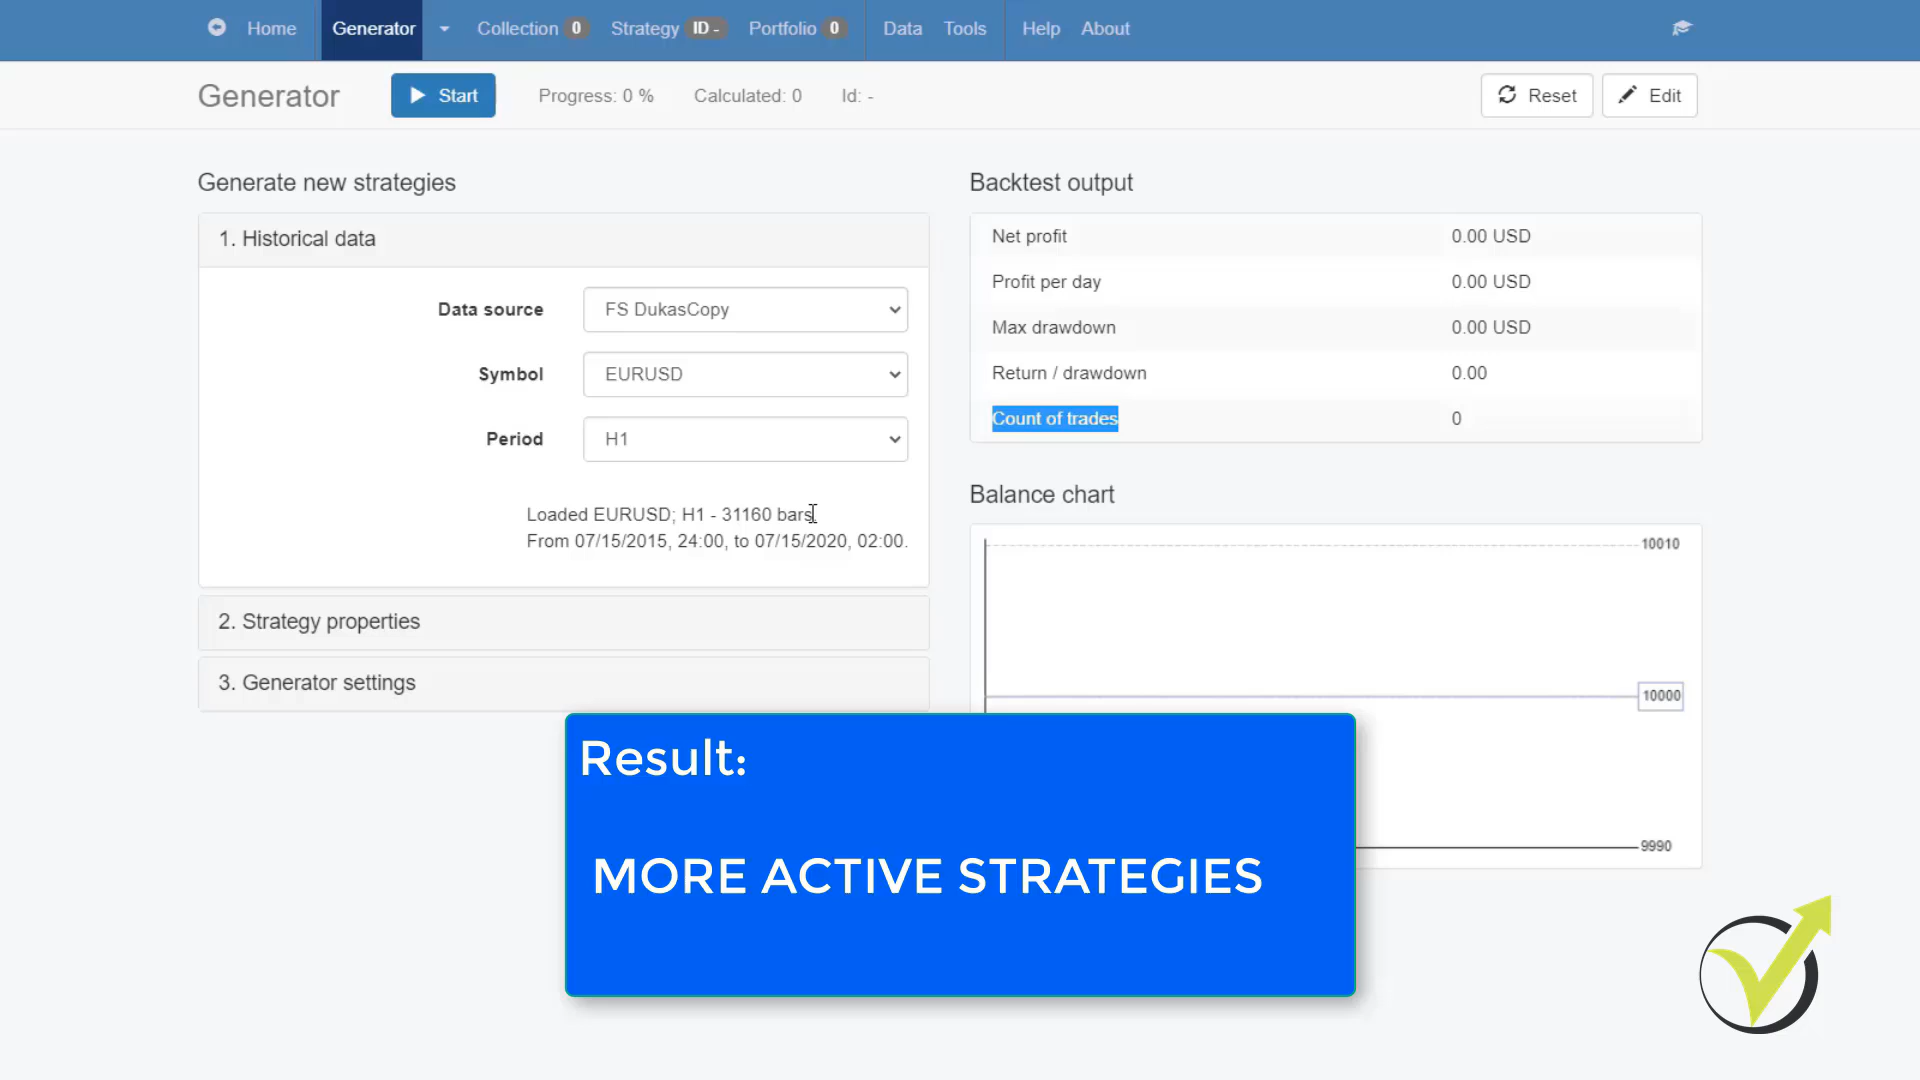 Home Generator Collection 0 Strategy ID - Portfolio 0 Data Tools Help About
Generator Start Progress: 0 % Calculated: 0 Id: - Reset Edit
Generate new strategies
1. Historical data
Data source FS DukasCopy
Symbol EURUSD
Period H1
Loaded EURUSD; H1 - 31160 bars
From 07/15/2015, 24:00, to 07/15/2020, 02:00.
2. Strategy properties
3. Generator settings
Backtest output
Net profit 0.00 USD
Profit per day 0.00 USD
Max drawdown 0.00 USD
Return / drawdown 0.00
Count of trades 0
Balance chart
10010
10000
9990
Result:
MORE ACTIVE STRATEGIES